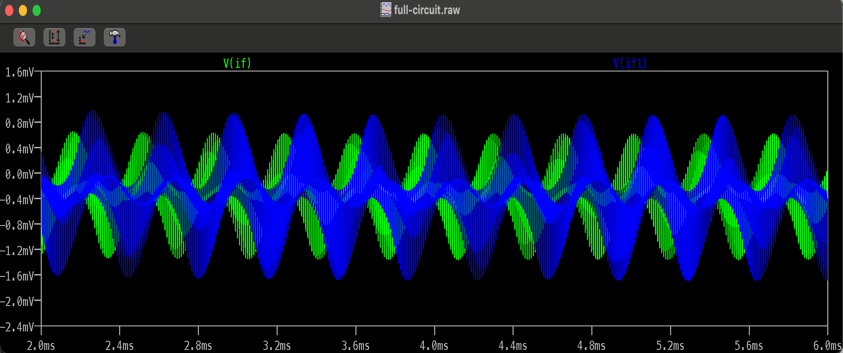 full-circuit.raw
V(if) V(if1)
1.6mV
1.2mV
0.8mV
0.4mV
0.0mV
-0.4mV
-0.8mV
-1.2mV
-1.6mV
-2.0mV
-2.4mV
2.0ms 2.4ms 2.8ms 3.2ms 3.6ms 4.0ms 4.4ms 4.8ms 5.2ms 5.6ms 6.0ms